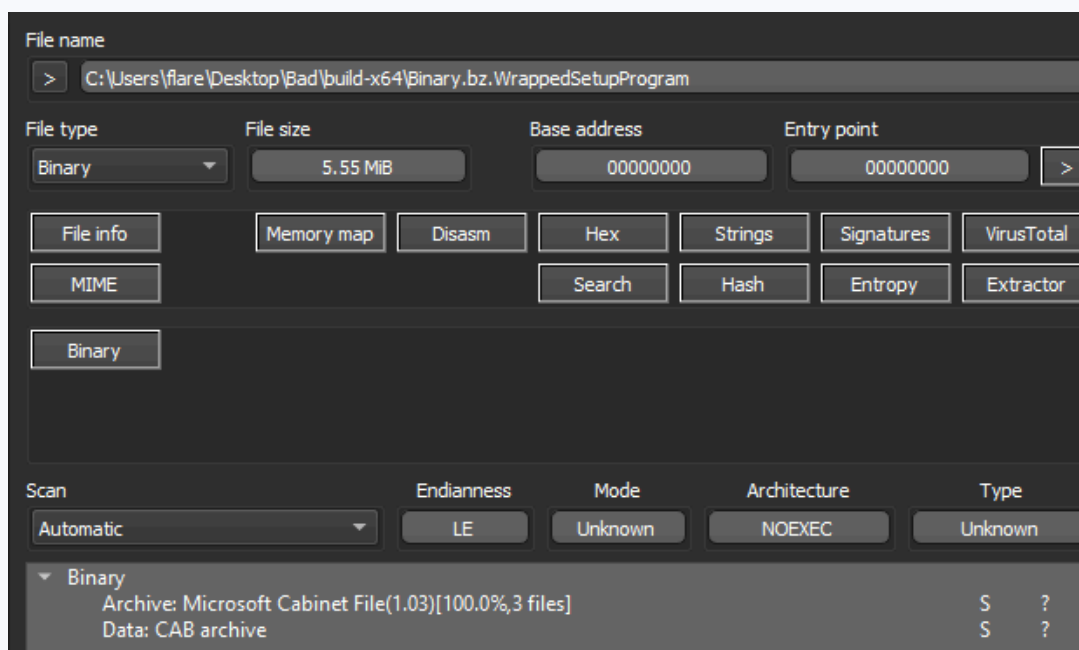 File name
> C:\Users\flare\Desktop\Bad\build-x64\Binary.bz.WrappedSetupProgram
File type File size Base address Entry point
Binary 5.55 MiB 00000000 00000000 >
File info Memory map Disasm Hex Strings Signatures VirusTotal
MIME Search Hash Entropy Extractor
Binary
Scan Endianness Mode Architecture Type
Automatic LE Unknown NOEXEC Unknown
Binary
Archive: Microsoft Cabinet File(1.03)[100.0%,3 files] S ?
Data: CAB archive S ?